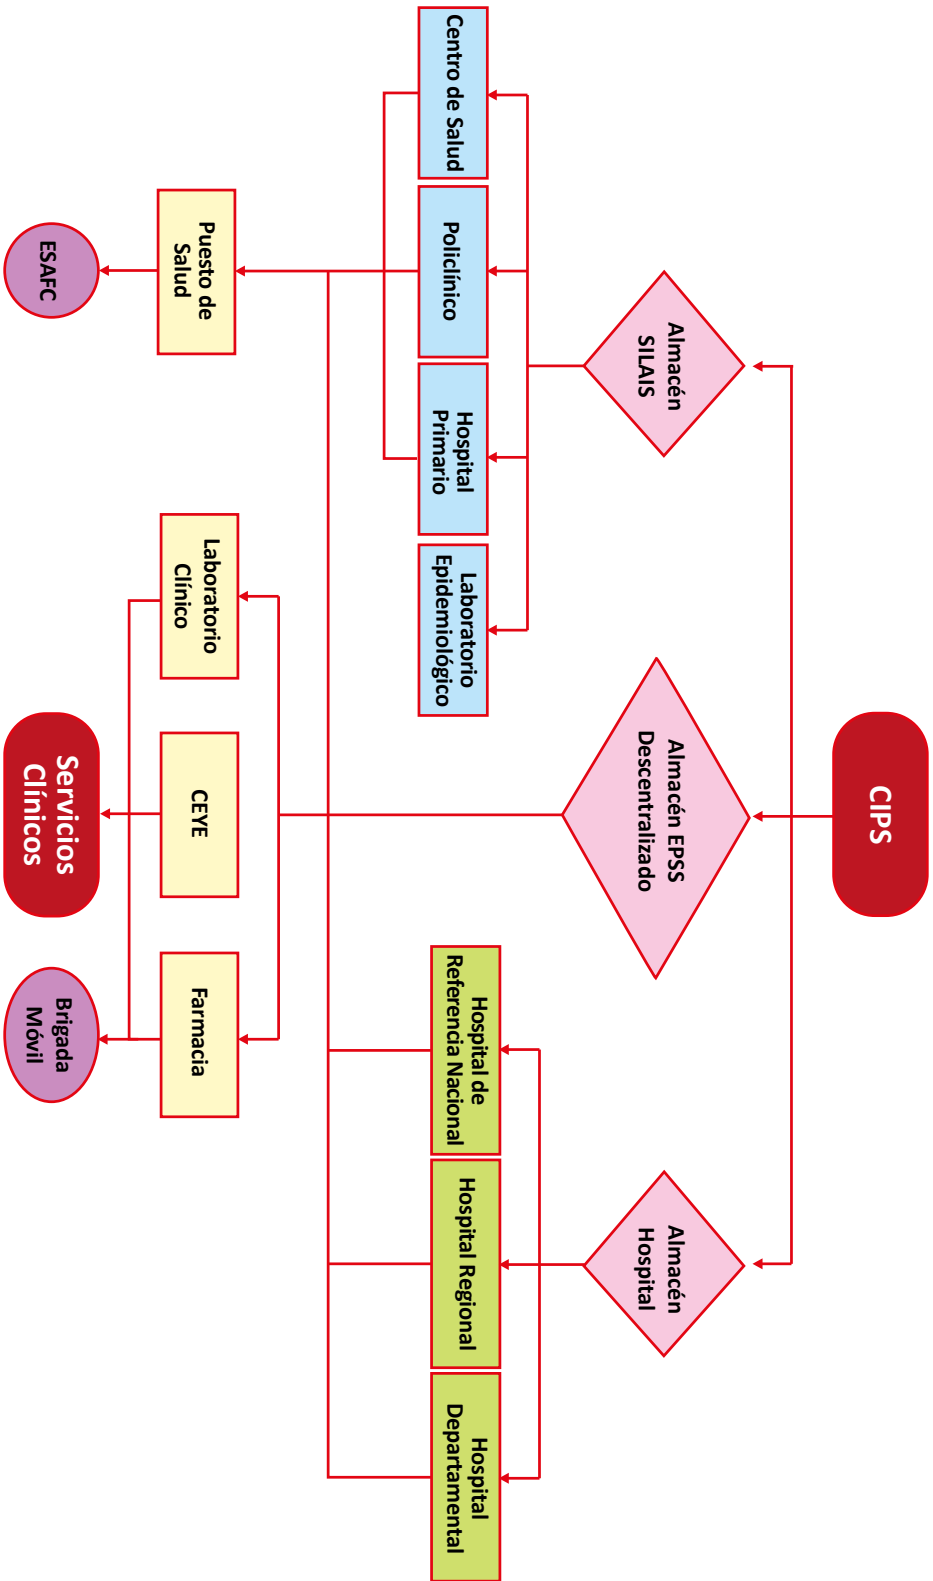 CIPS
Almacén
SILAIS
Almacén EPSS
Descentralizado
Almacén
Hospital
Centro de Salud
Policlínico
Hospital
Primario
Laboratorio
Epidemiológico
Hospital de
Referencia Nacional
Hospital Regional
Hospital
Departamental
Puesto de
Salud
Laboratorio
Clínico
CEYE
Farmacia
ESAFC
Servicios
Clínicos
Brigada
Móvil